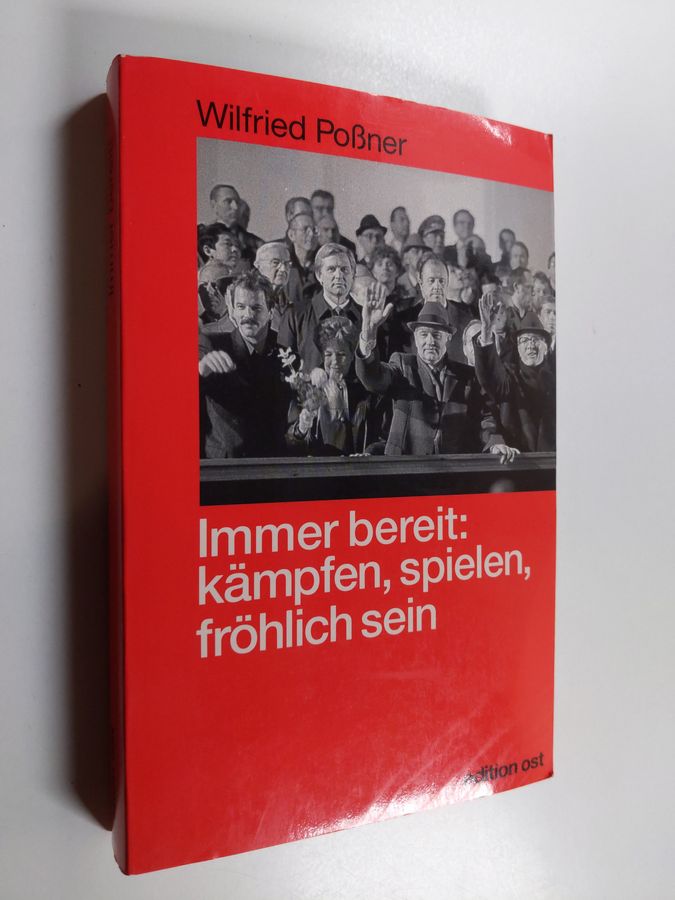 Wilfried Poßner
Immer bereit:
kämpfen, spielen,
fröhlich sein
edition ost